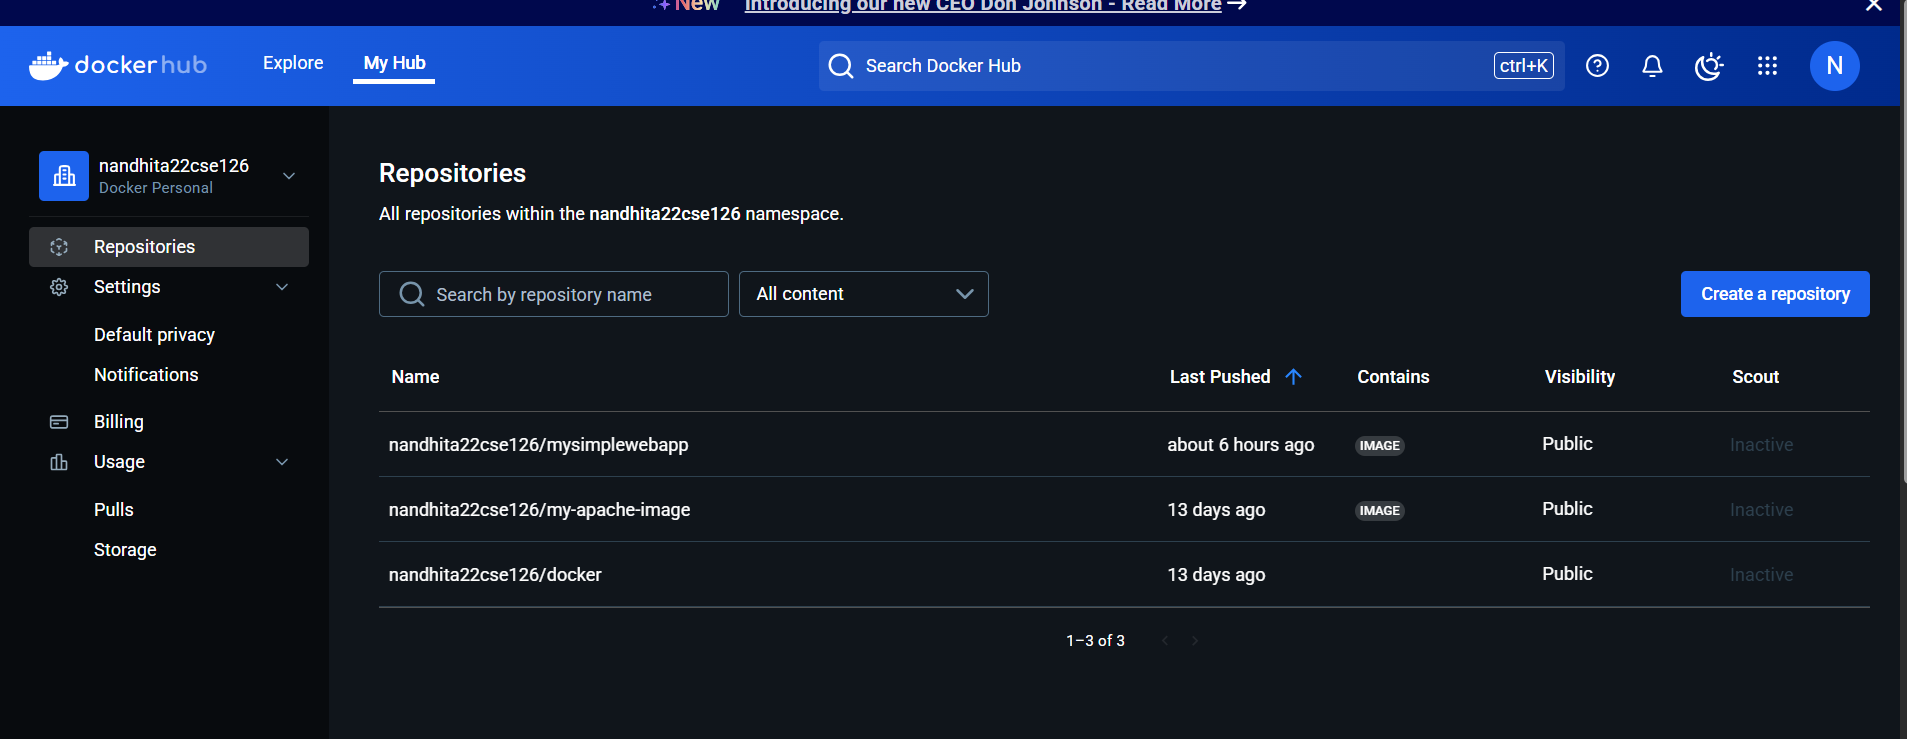 New Introducing our new CEO Don Johnson - Read More →
docker hub Explore My Hub Search Docker Hub ctrl+K N
nandhita22cse126
Docker Personal
Repositories
Settings
Default privacy
Notifications
Billing
Usage
Pulls
Storage
Repositories
All repositories within the nandhita22cse126 namespace.
Search by repository name All content Create a repository
Name Last Pushed Contains Visibility Scout
nandhita22cse126/mysimplewebapp about 6 hours ago IMAGE Public Inactive
nandhita22cse126/my-apache-image 13 days ago IMAGE Public Inactive
nandhita22cse126/docker 13 days ago Public Inactive
1–3 of 3